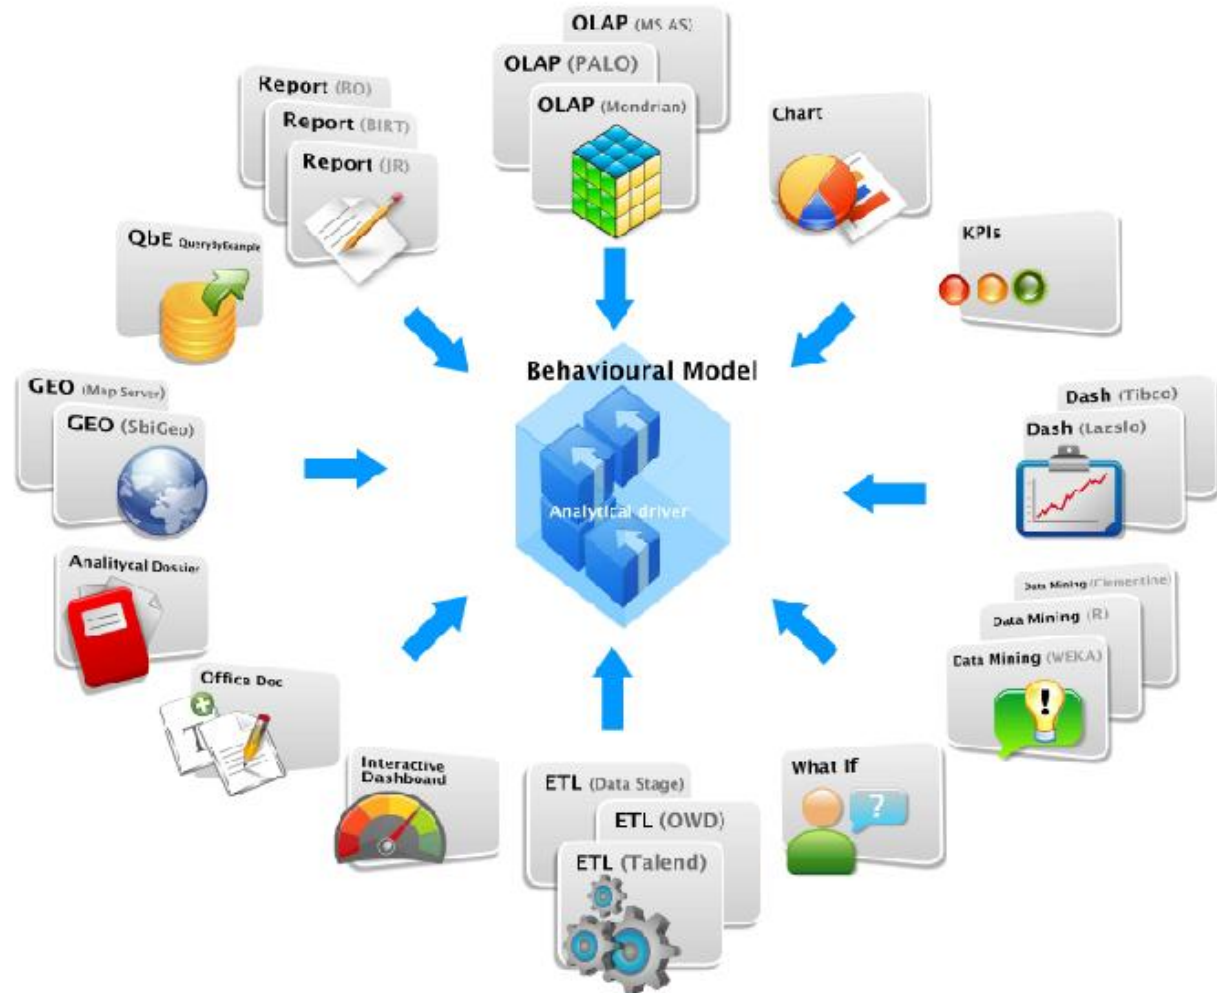 OLAP (MS AS)
OLAP (PALO)
OLAP (Mondrian)
Report (BO)
Report (BIRT)
Report (JR)
Chart
QbE QueryByExample
KPIs
GEO (Map Server)
GEO (SbiGeo)
Behavioural Model
Analytical driver
Dash (Tibco)
Dash (Lazslo)
Analitycal Dossier
Data Mining (Clementine)
Data Mining (R)
Data Mining (WEKA)
Office Doc
T
Interactive
Dashboard
ETL (Data Stage)
ETL (OWD)
ETL (Talend)
What If
?